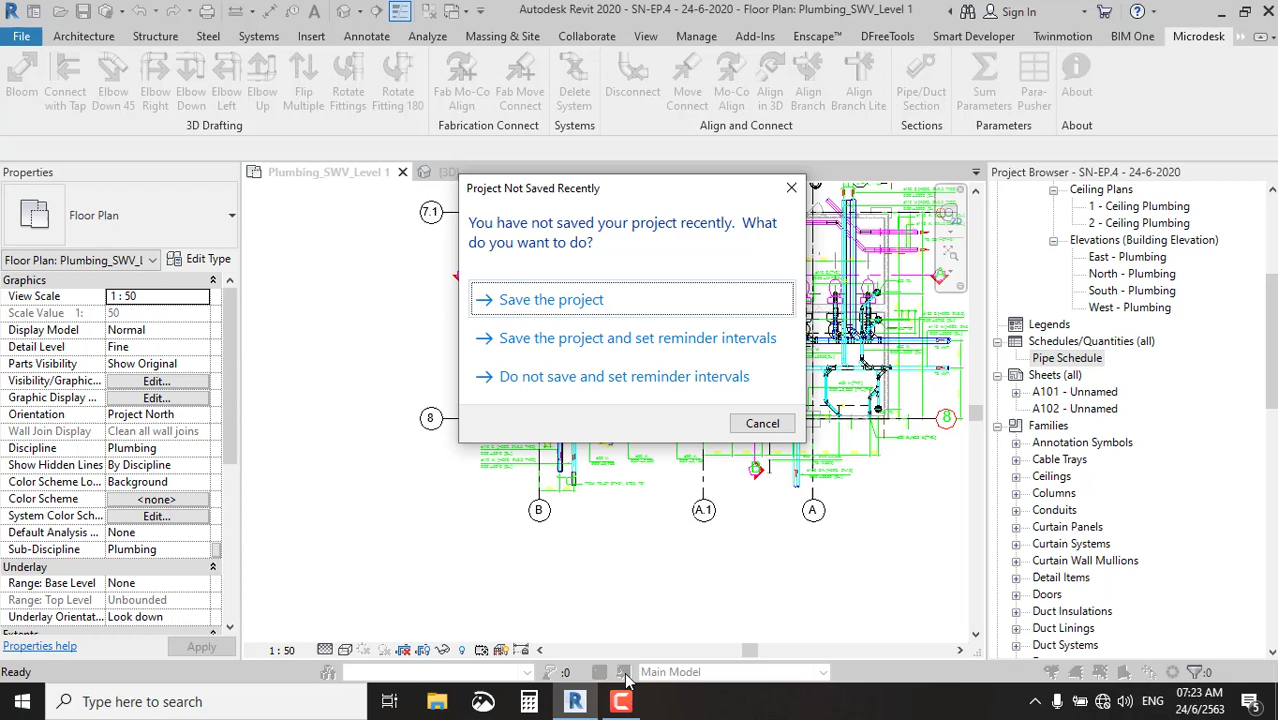 Autodesk Revit 2020 - SN-EP.4 - 24-6-2020 - Floor Plan: Plumbing_SWV_Level 1
Sign In
File Architecture Structure Steel Systems Insert Annotate Analyze Massing & Site Collaborate View Manage Add-Ins Enscape™ DFreeTools Smart Developer Twinmotion BIM One Microdesk
Bloom Connect with Tap Elbow Down 45 Elbow Right Elbow Down Elbow Left Elbow Up Flip Multiple Rotate Fittings Rotate Fitting 180 Fab Mo-Co Align Fab Move Connect Delete System Disconnect Move Connect Mo-Co Align Align in 3D Align Branch Align Branch Lite Pipe/Duct Section Sum Parameters Para-Pusher About
3D Drafting Fabrication Connect Systems Align and Connect Sections Parameters About
Properties
Floor Plan
Floor Plan: Plumbing_SWV_L Edit Type
Graphics
View Scale 1 : 50
Scale Value 1: 50
Display Model Normal
Detail Level Fine
Parts Visibility Show Original
Visibility/Graphic... Edit...
Graphic Display ... Edit...
Orientation Project North
Wall Join Display Clean all wall joins
Discipline Plumbing
Show Hidden Lines By Discipline
Color Scheme Lo... Background
Color Scheme <none>
System Color Sch... Edit...
Default Analysis ... None
Sub-Discipline Plumbing
Underlay
Range: Base Level None
Range: Top Level Unbounded
Underlay Orientat... Look down
Extents
Properties help Apply
Plumbing_SWV_Level 1
7.1
8
8
B
A.1
A
Project Not Saved Recently
You have not saved your project recently. What
do you want to do?
Save the project
Save the project and set reminder intervals
Do not save and set reminder intervals
Cancel
Project Browser - SN-EP.4 - 24-6-2020
Ceiling Plans
1 - Ceiling Plumbing
2 - Ceiling Plumbing
Elevations (Building Elevation)
East - Plumbing
North - Plumbing
South - Plumbing
West - Plumbing
Legends
Schedules/Quantities (all)
Pipe Schedule
Sheets (all)
A101 - Unnamed
A102 - Unnamed
Families
Annotation Symbols
Cable Trays
Ceilings
Columns
Conduits
Curtain Panels
Curtain Systems
Curtain Wall Mullions
Detail Items
Doors
Duct Insulations
Duct Linings
Duct Systems
1 : 50
Ready :0 Main Model :0
Type here to search
ENG
07:23 AM
24/6/2563
5